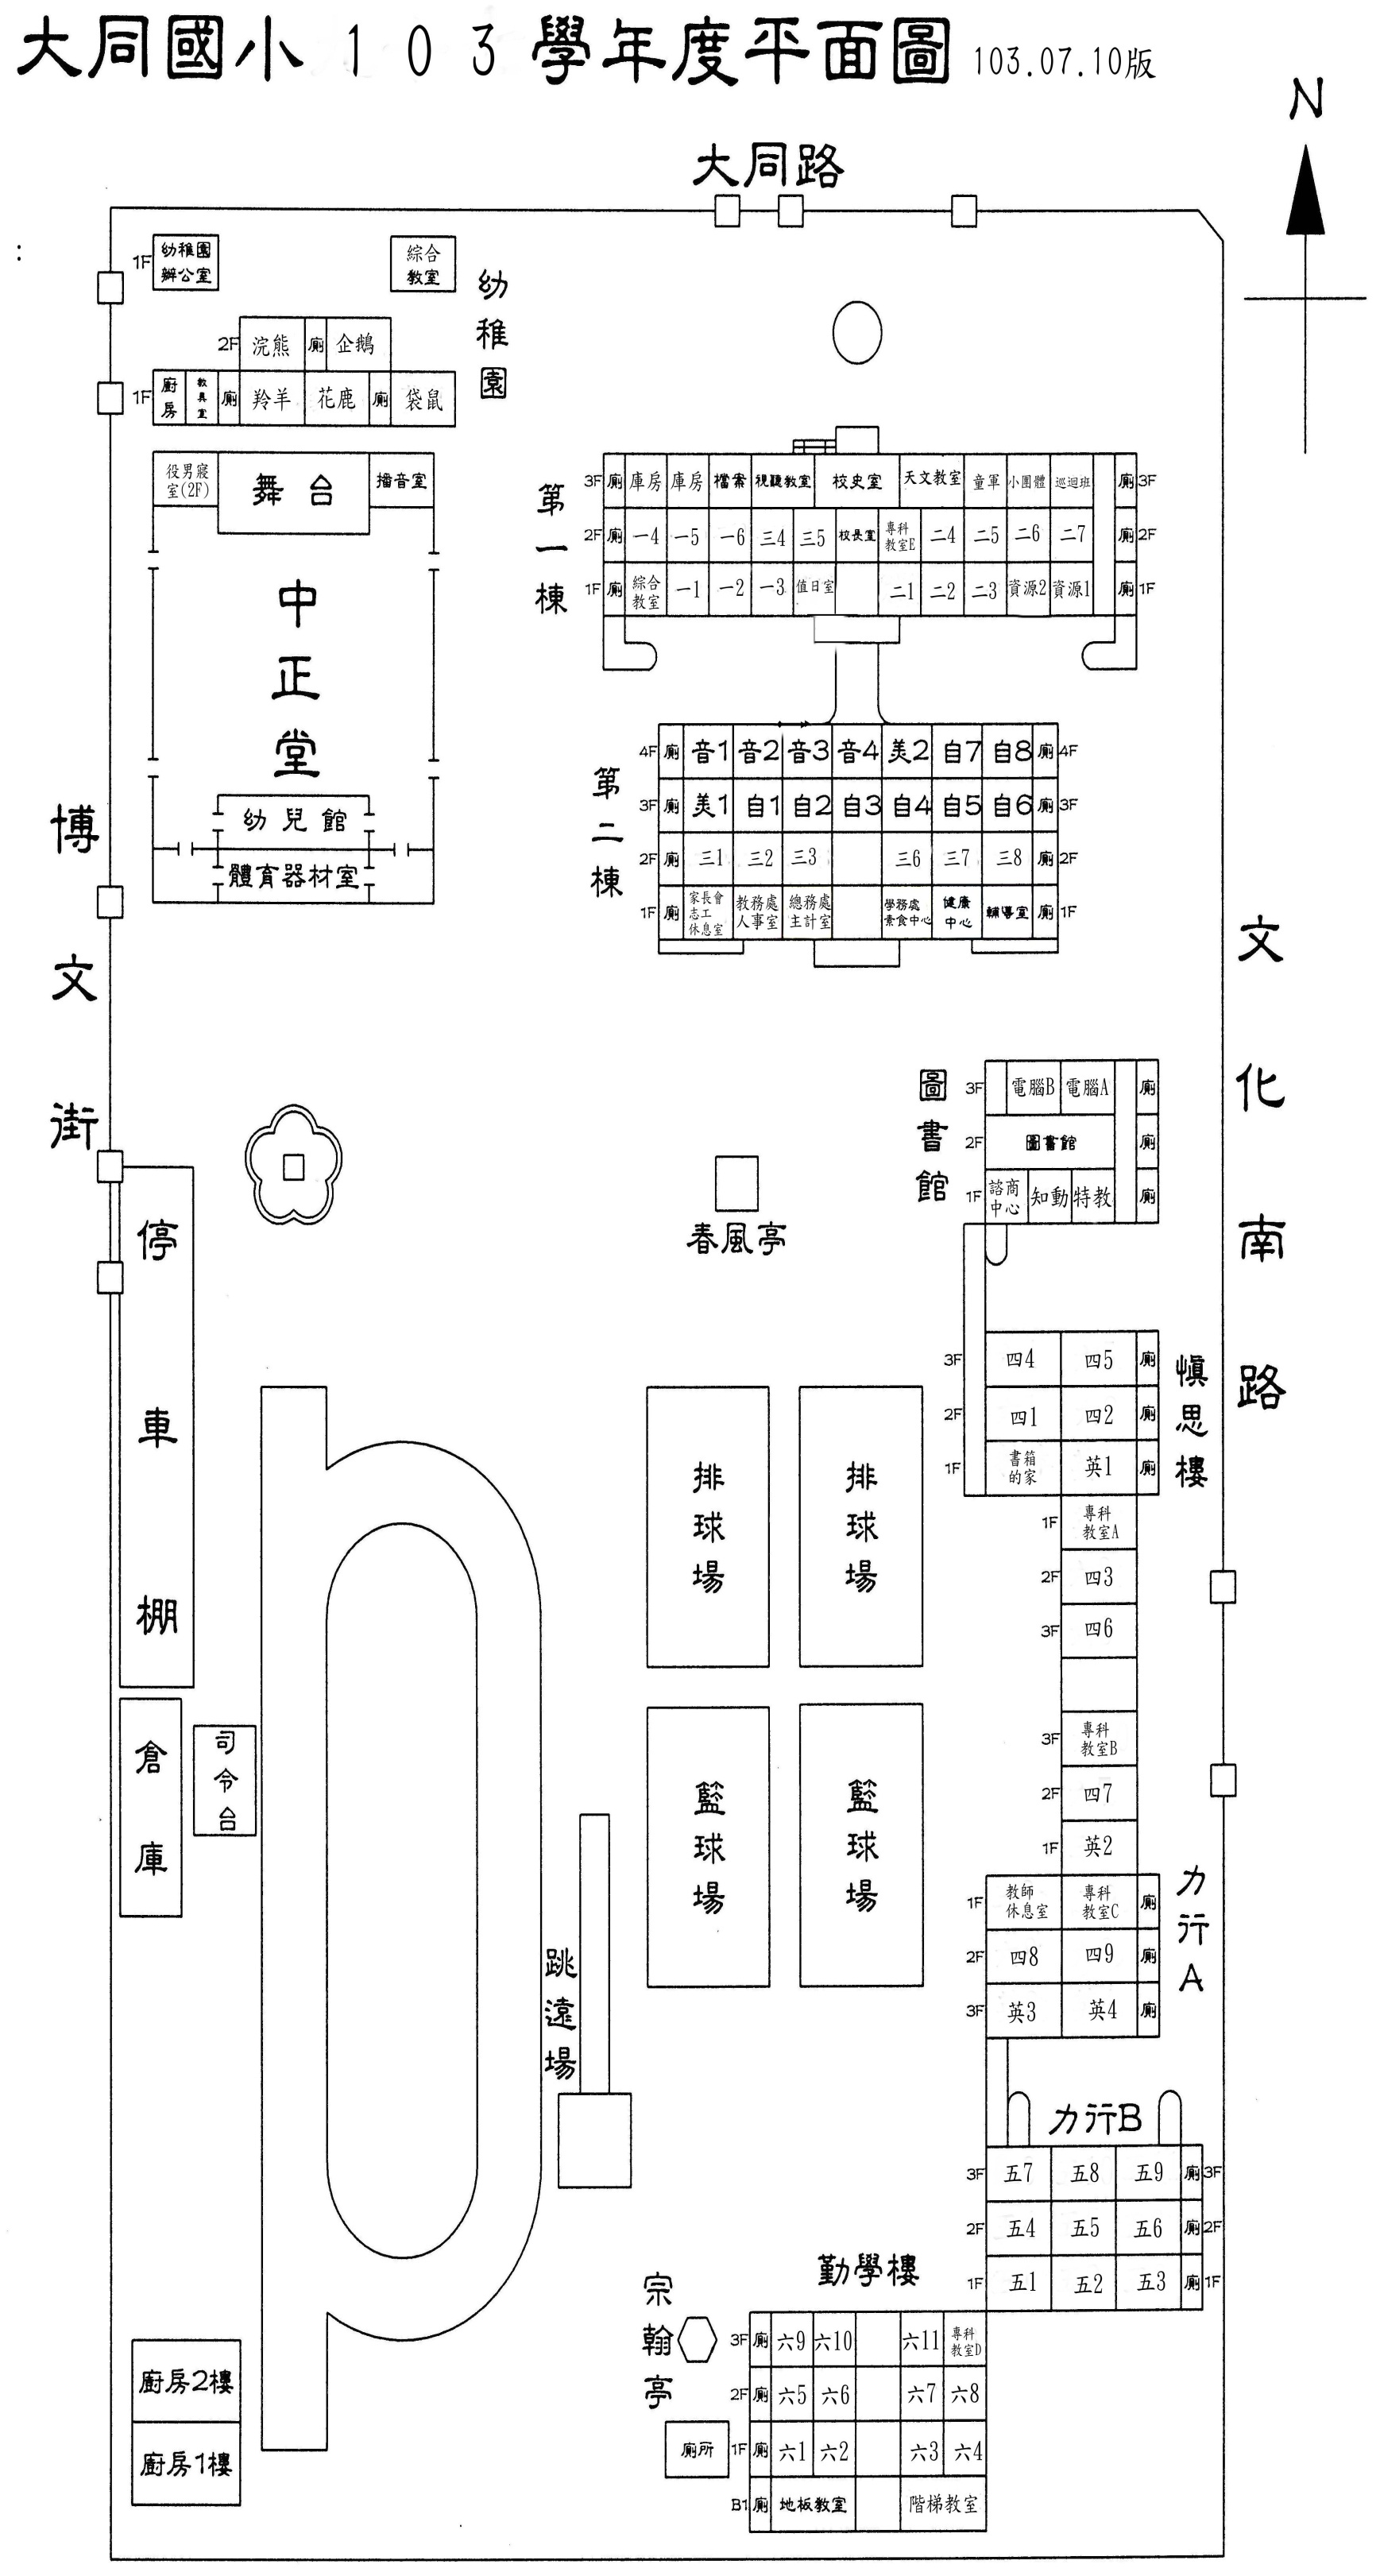 大同國小103學年度平面圖 103.07.10版
N
大同路
幼稚園
1F 幼稚園辦公室
綜合教室
2F 浣熊 廁 企鵝
1F 廚房 教具室 廁 羚羊 花鹿 廁 袋鼠
役男寢室(2F) 舞台 播音室
中正堂
幼兒館
體育器材室
第一棟
3F 廁 庫房 庫房 檔案 視聽教室 校史室 天文教室 童軍 小團體 巡迴班 廁 3F
2F 廁 一4 一5 一6 三4 三5 校長室 專科教室E 二4 二5 二6 二7 廁 2F
1F 廁 綜合教室 一1 一2 一3 值日室 二1 二2 二3 資源2 資源1 廁 1F
第二棟
4F 廁 音1 音2 音3 音4 美2 自7 自8 廁 4F
3F 廁 美1 自1 自2 自3 自4 自5 自6 廁 3F
2F 廁 三1 三2 三3 三6 三7 三8 廁 2F
1F 廁 家長會志工休息室 教務處人事室 總務處主計室 學務處素食中心 健康中心 輔導室 廁 1F
博文街
文化南路
圖書館
3F 電腦B 電腦A 廁
2F 圖書館 廁
1F 諮商中心 知動 特教 廁
春風亭
停車棚
慎思樓
3F 四4 四5 廁
2F 四1 四2 廁
1F 書箱的家 英1 廁
1F 專科教室A
2F 四3
3F 四6
排球場
排球場
3F 專科教室B
2F 四7
1F 英2
籃球場
籃球場
倉庫
司令台
力行A
1F 教師休息室 專科教室C 廁
2F 四8 四9 廁
3F 英3 英4 廁
跳遠場
力行B
3F 五7 五8 五9 廁 3F
2F 五4 五5 五6 廁 2F
1F 五1 五2 五3 廁 1F
勤學樓
宗翰亭
3F 廁 六9 六10 六11 專科教室D
2F 廁 六5 六6 六7 六8
廁所 1F 廁 六1 六2 六3 六4
B1 廁 地板教室 階梯教室
廚房2樓
廚房1樓